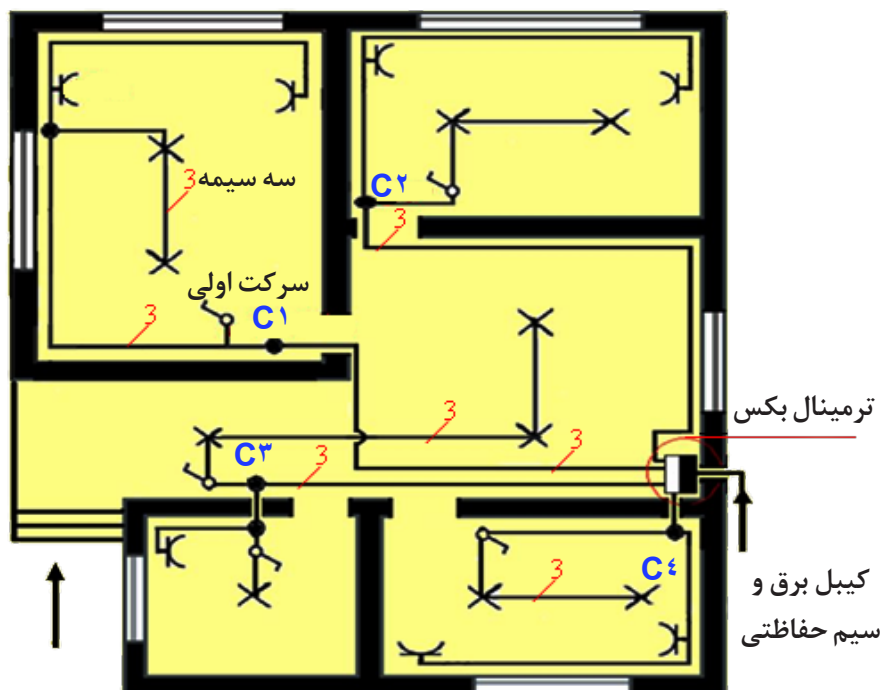 3
سه سیمه
C۲
3
سرکت اولی
C۱
3
3
ترمینال بکس
C۳
3
3
C٤
3
کیبل برق و
سیم حفاظتی